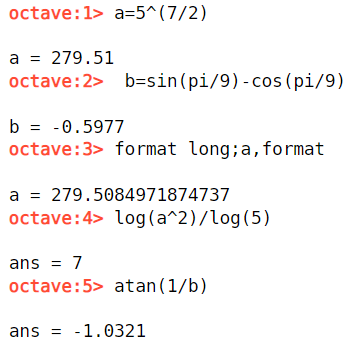 octave:1> a=5^(7/2)
a = 279.51
octave:2> b=sin(pi/9)-cos(pi/9)
b = -0.5977
octave:3> format long;a,format
a = 279.5084971874737
octave:4> log(a^2)/log(5)
ans = 7
octave:5> atan(1/b)
ans = -1.0321